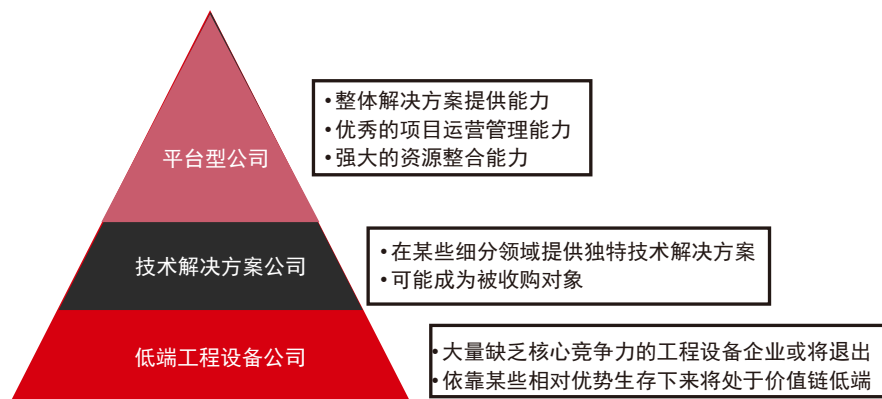 平台型公司
•整体解决方案提供能力
•优秀的项目运营管理能力
•强大的资源整合能力
技术解决方案公司
•在某些细分领域提供独特技术解决方案
•可能成为被收购对象
低端工程设备公司
•大量缺乏核心竞争力的工程设备企业或将退出
•依靠某些相对优势生存下来将处于价值链低端